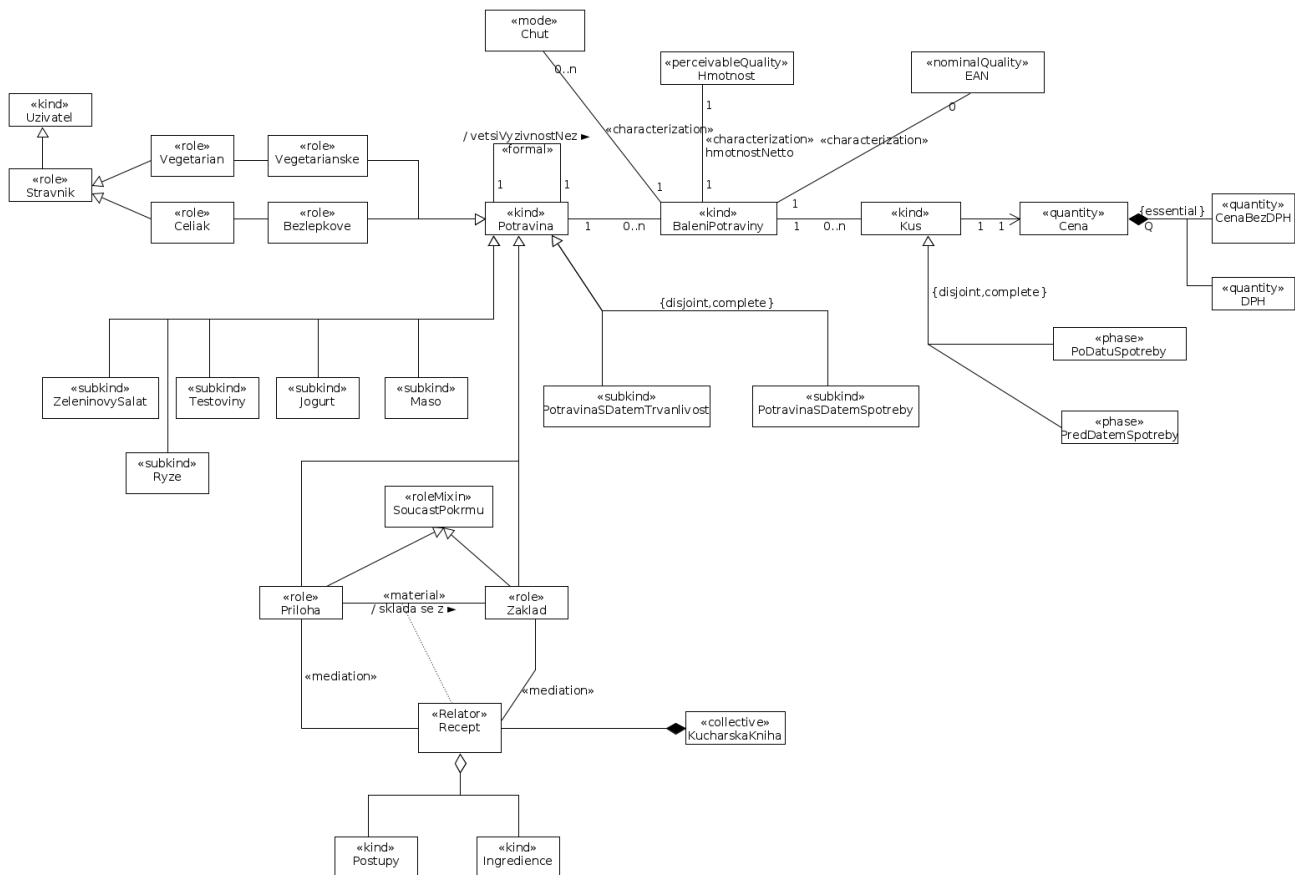 «mode»
Chut
0..n
«perceivableQuality»
Hmotnost
1
«nominalQuality»
EAN
0
«characterization»
«characterization»
hmotnostNetto
«characterization»
«kind»
Uzivatel
«role»
Stravnik
«role»
Vegetarian
«role»
Vegetarianske
«role»
Celiak
«role»
Bezlepkove
/ vetsiVyzivnostNez ►
«formal»
1
1
«kind»
Potravina
1
0..n
1
1
1
«kind»
BaleniPotraviny
1
0..n
«kind»
Kus
1
1
«quantity»
Cena
{essential}
Q
«quantity»
CenaBezDPH
«quantity»
DPH
{disjoint,complete}
{disjoint,complete}
«phase»
PoDatuSpotreby
«phase»
PredDatemSpotreby
«subkind»
ZeleninovySalat
«subkind»
Testoviny
«subkind»
Jogurt
«subkind»
Maso
«subkind»
PotravinaSDatemTrvanlivost
«subkind»
PotravinaSDatemSpotreby
«subkind»
Ryze
«roleMixin»
SoucastPokrmu
«role»
Priloha
«material»
/ sklada se z ►
«role»
Zaklad
«mediation»
«mediation»
«Relator»
Recept
«collective»
KucharskaKniha
«kind»
Postupy
«kind»
Ingredience